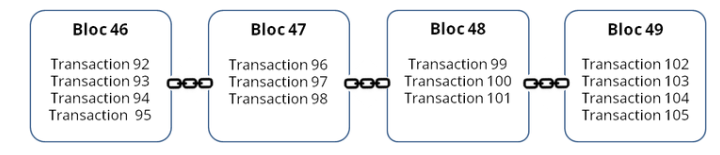 Bloc 46
Transaction 92
Transaction 93
Transaction 94
Transaction 95
Bloc 47
Transaction 96
Transaction 97
Transaction 98
Bloc 48
Transaction 99
Transaction 100
Transaction 101
Bloc 49
Transaction 102
Transaction 103
Transaction 104
Transaction 105